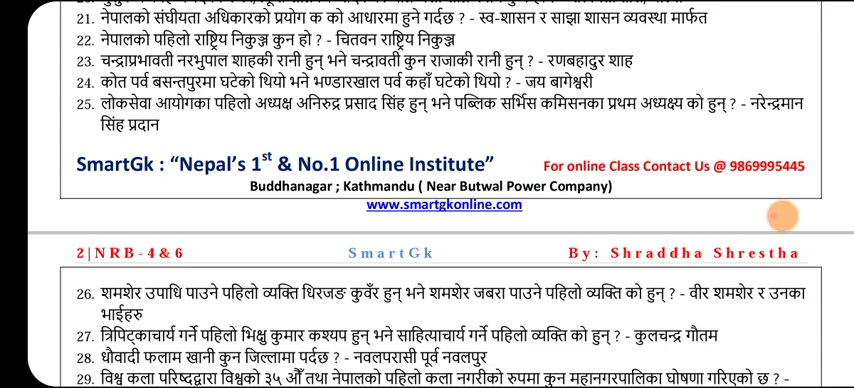 21. नेपालको संघीयता अधिकारको प्रयोग क को आधारमा हुने गर्दछ ? - स्व-शासन र साझा शासन व्यवस्था मार्फत
22. नेपालको पहिलो राष्ट्रिय निकुञ्ज कुन हो ? - चितवन राष्ट्रिय निकुञ्ज
23. चन्द्राप्रभावती नरभुपाल शाहकी रानी हुन् भने चन्द्रावती कुन राजाकी रानी हुन् ? - रणबहादुर शाह
24. कोत पर्व बसन्तपुरमा घटेको थियो भने भण्डारखाल पर्व कहाँ घटेको थियो ? - जय बागेश्वरी
25. लोकसेवा आयोगका पहिलो अध्यक्ष अनिरुद्र प्रसाद सिंह हुन् भने पब्लिक सर्भिस कमिसनका प्रथम अध्यक्ष्य को हुन् ? - नरेन्द्रमान
सिंह प्रदान
SmartGk : “Nepal’s 1st & No.1 Online Institute”    For online Class Contact Us @ 9869995445
Buddhanagar ; Kathmandu ( Near Butwal Power Company)
www.smartgkonline.com
2|NRB-4&6    SmartGk    By: Shraddha Shrestha
26. शमशेर उपाधि पाउने पहिलो व्यक्ति धिरजङ कुवँर हुन् भने शमशेर जबरा पाउने पहिलो व्यक्ति को हुन् ? - वीर शमशेर र उनका
भाईहरु
27. त्रिपिट्काचार्य गर्ने पहिलो भिक्षु कुमार कश्यप हुन् भने साहित्याचार्य गर्ने पहिलो व्यक्ति को हुन् ? - कुलचन्द्र गौतम
28. धौवादी फलाम खानी कुन जिल्लामा पर्दछ ? - नवलपरासी पूर्व नवलपुर
29. विश्व कला परिष्दद्वारा विश्वको ३५ औँ तथा नेपालको पहिलो कला नगरीको रुपमा कुन महानगरपालिका घोषणा गरिएको छ ? -